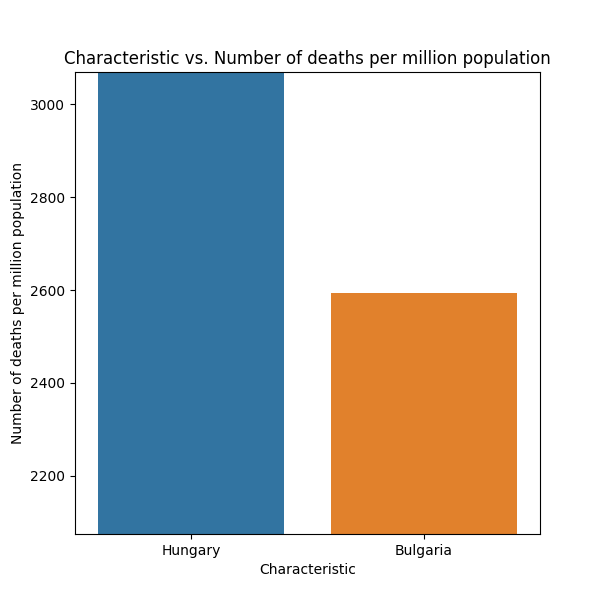 Characteristic vs. Number of deaths per million population
Number of deaths per million population
3000
2800
2600
2400
2200
Hungary
Bulgaria
Characteristic